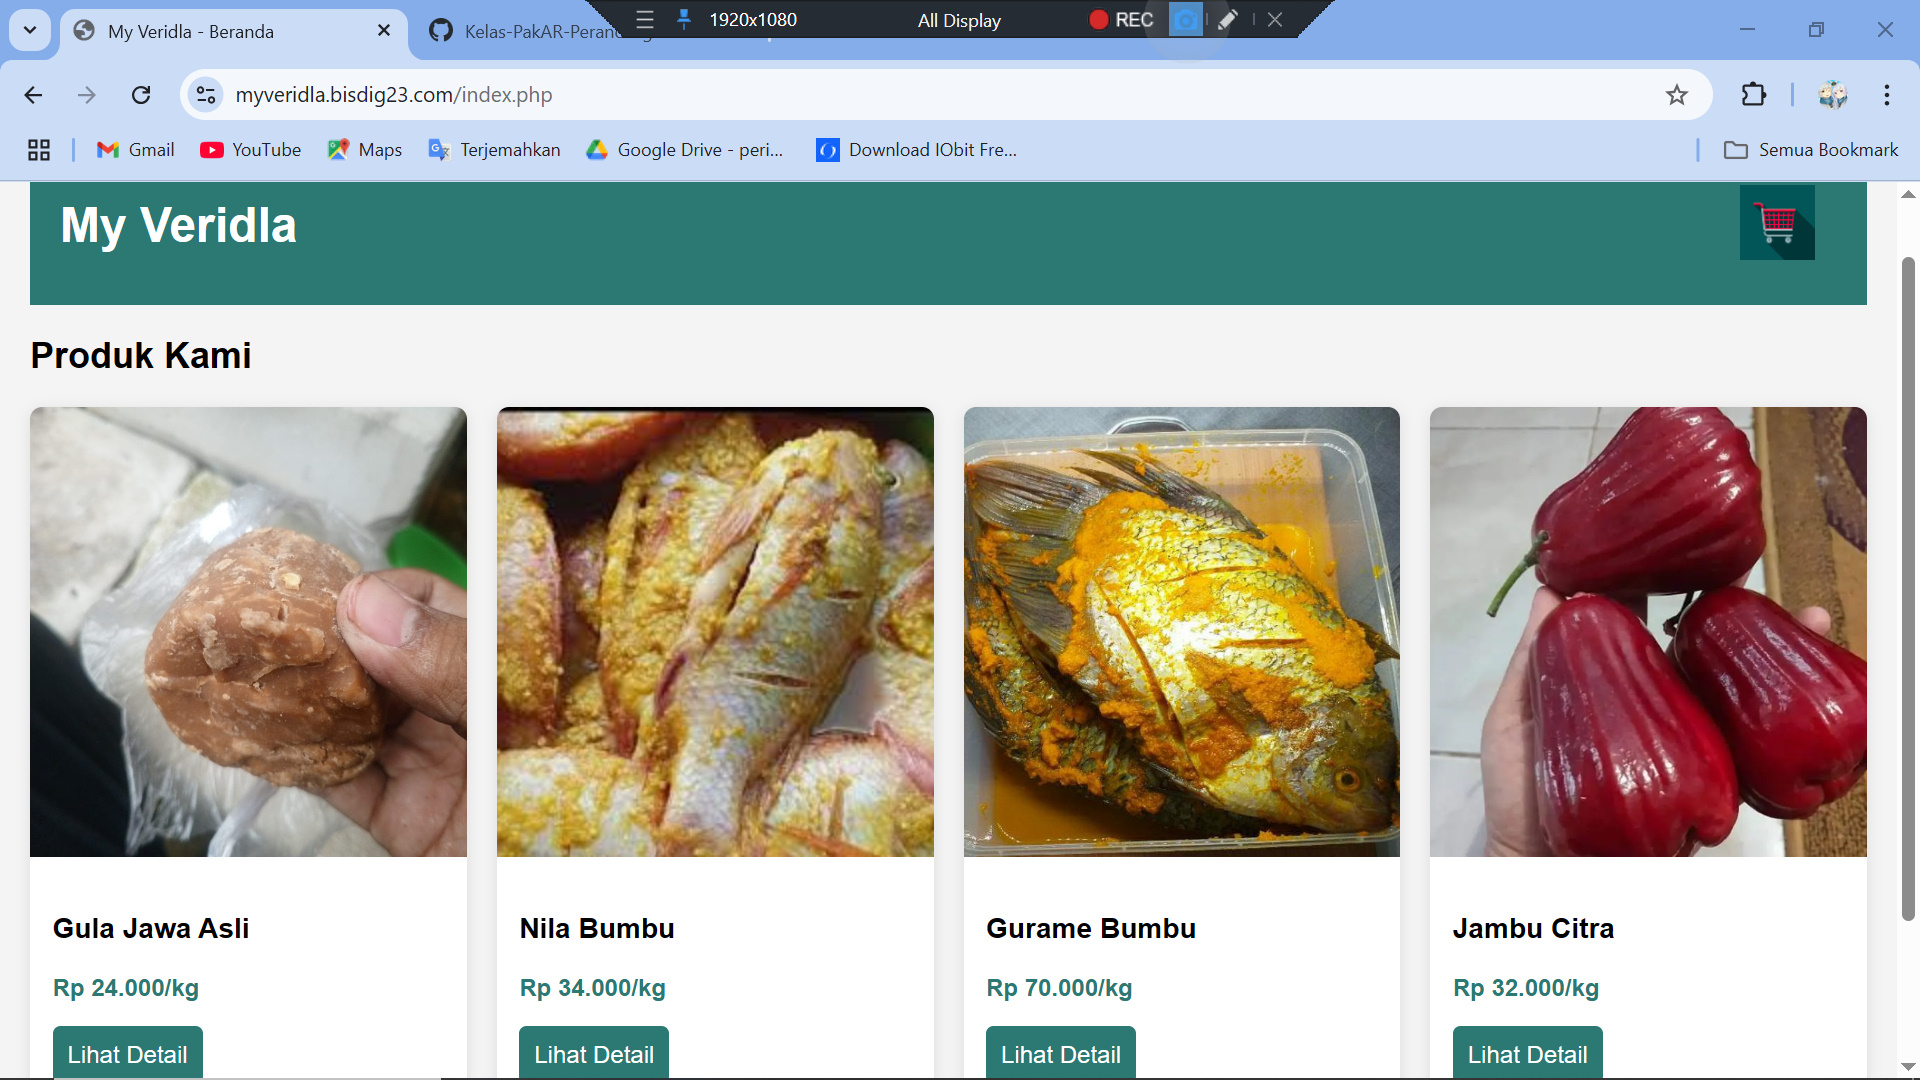 My Veridla - Beranda
Kelas-PakAR-Peran
1920x1080
All Display
REC
myveridla.bisdig23.com/index.php
Gmail
YouTube
Maps
Terjemahkan
Google Drive - peri...
Download IObit Fre...
Semua Bookmark
My Veridla
Produk Kami
Gula Jawa Asli
Rp 24.000/kg
Lihat Detail
Nila Bumbu
Rp 34.000/kg
Lihat Detail
Gurame Bumbu
Rp 70.000/kg
Lihat Detail
Jambu Citra
Rp 32.000/kg
Lihat Detail